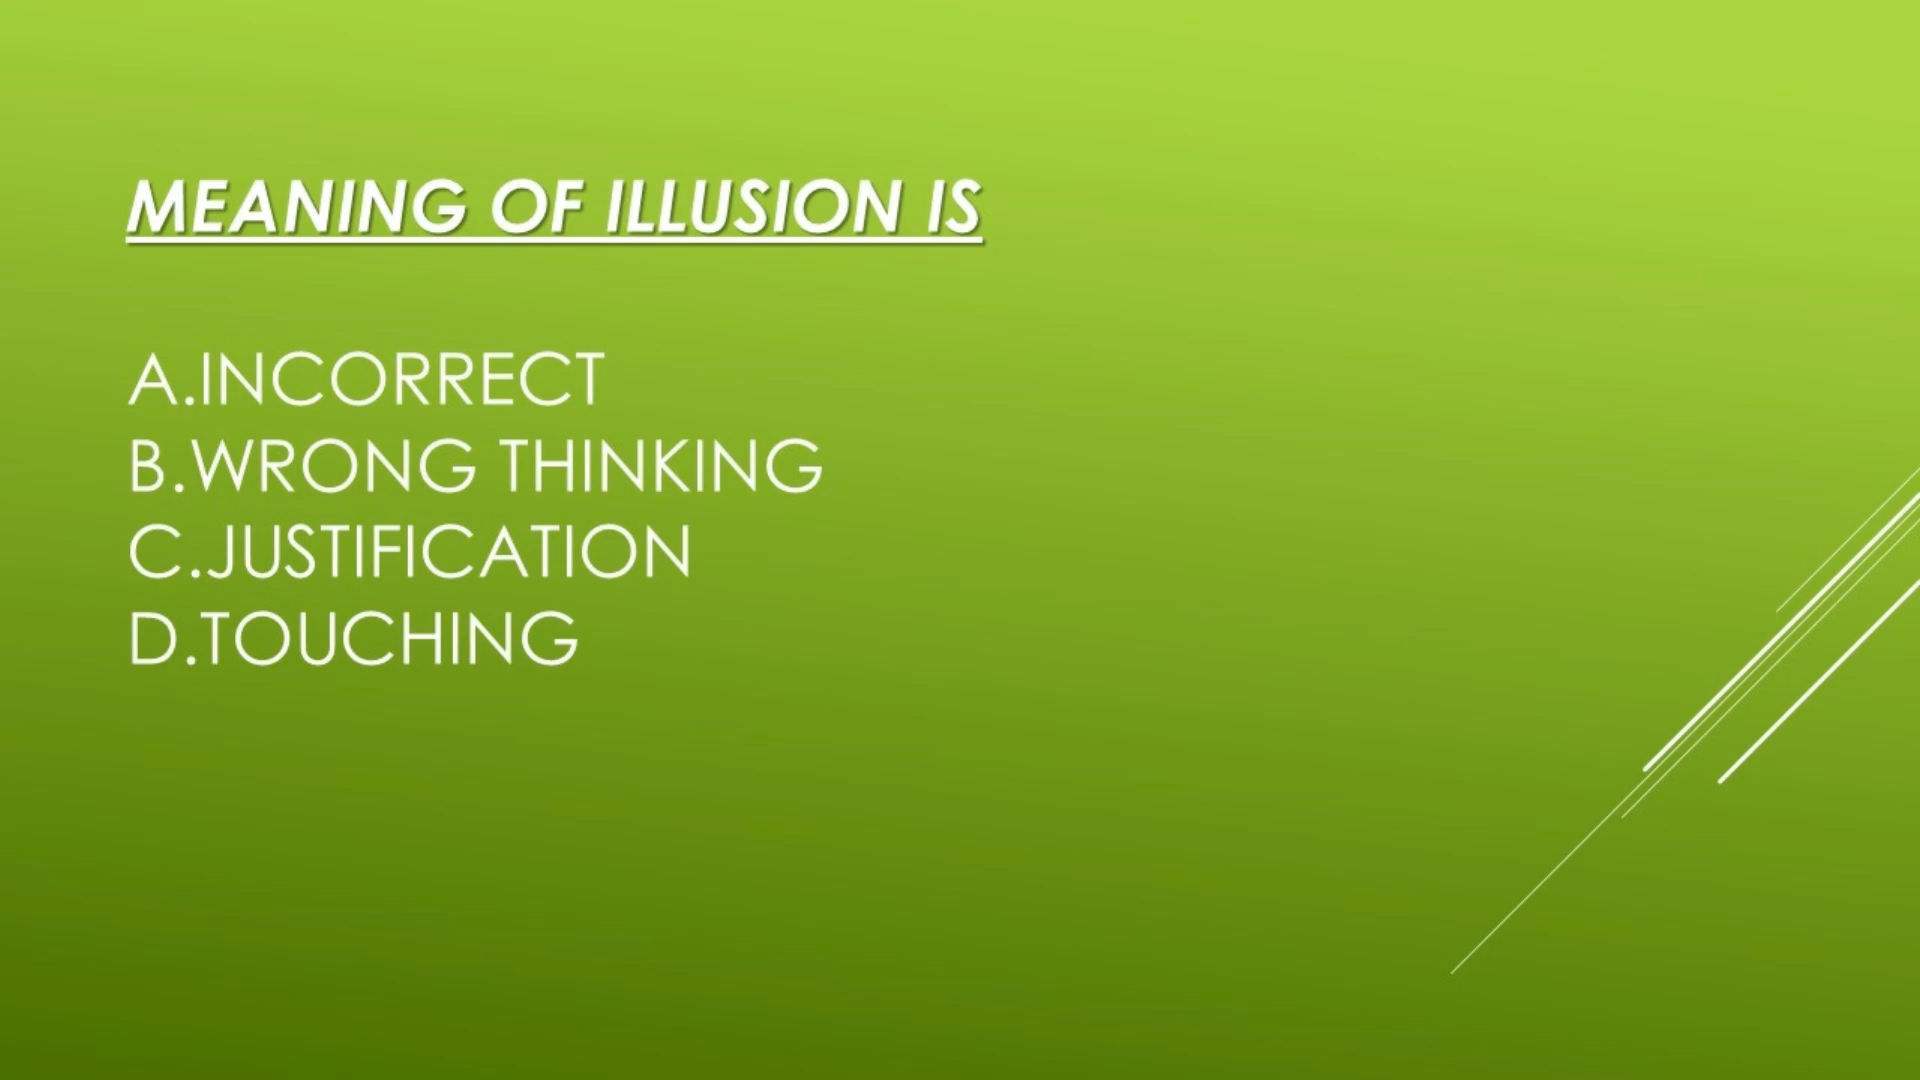 MEANING OF ILLUSION IS
A.INCORRECT
B.WRONG THINKING
C.JUSTIFICATION
D.TOUCHING